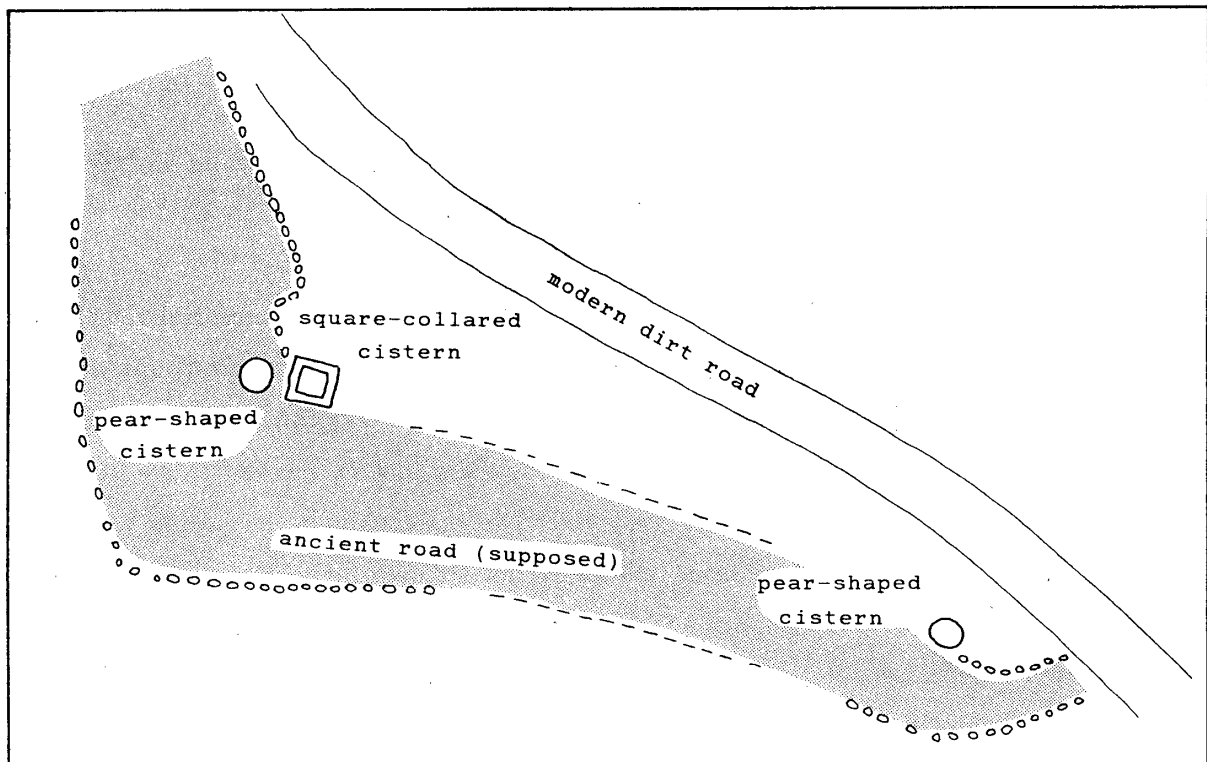 modern dirt road
square-collared
cistern
pear-shaped
cistern
ancient road (supposed)
pear-shaped
cistern